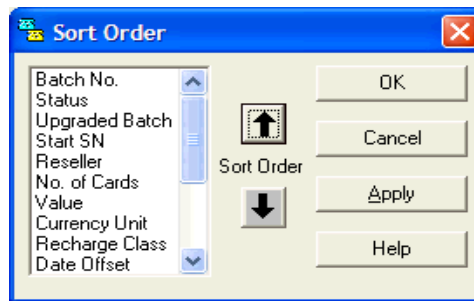 Sort Order
Batch No.
Status
Upgraded Batch
Start SN
Reseller
No. of Cards
Value
Currency Unit
Recharge Class
Date Offset
Sort Order
OK
Cancel
Apply
Help